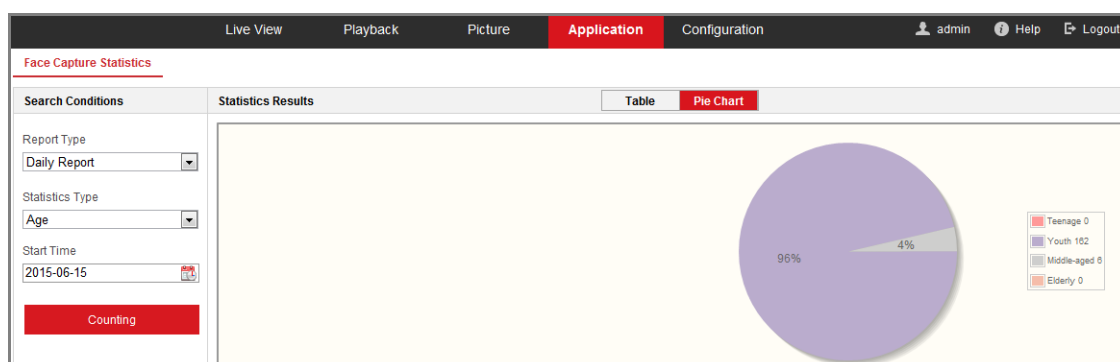 Live View Playback Picture Application Configuration admin Help Logout
Face Capture Statistics
Search Conditions
Statistics Results
Table Pie Chart
Report Type
Daily Report
Statistics Type
Age
Start Time
2015-06-15
Counting
96%
4%
Teenage 0
Youth 162
Middle-aged 6
Elderly 0